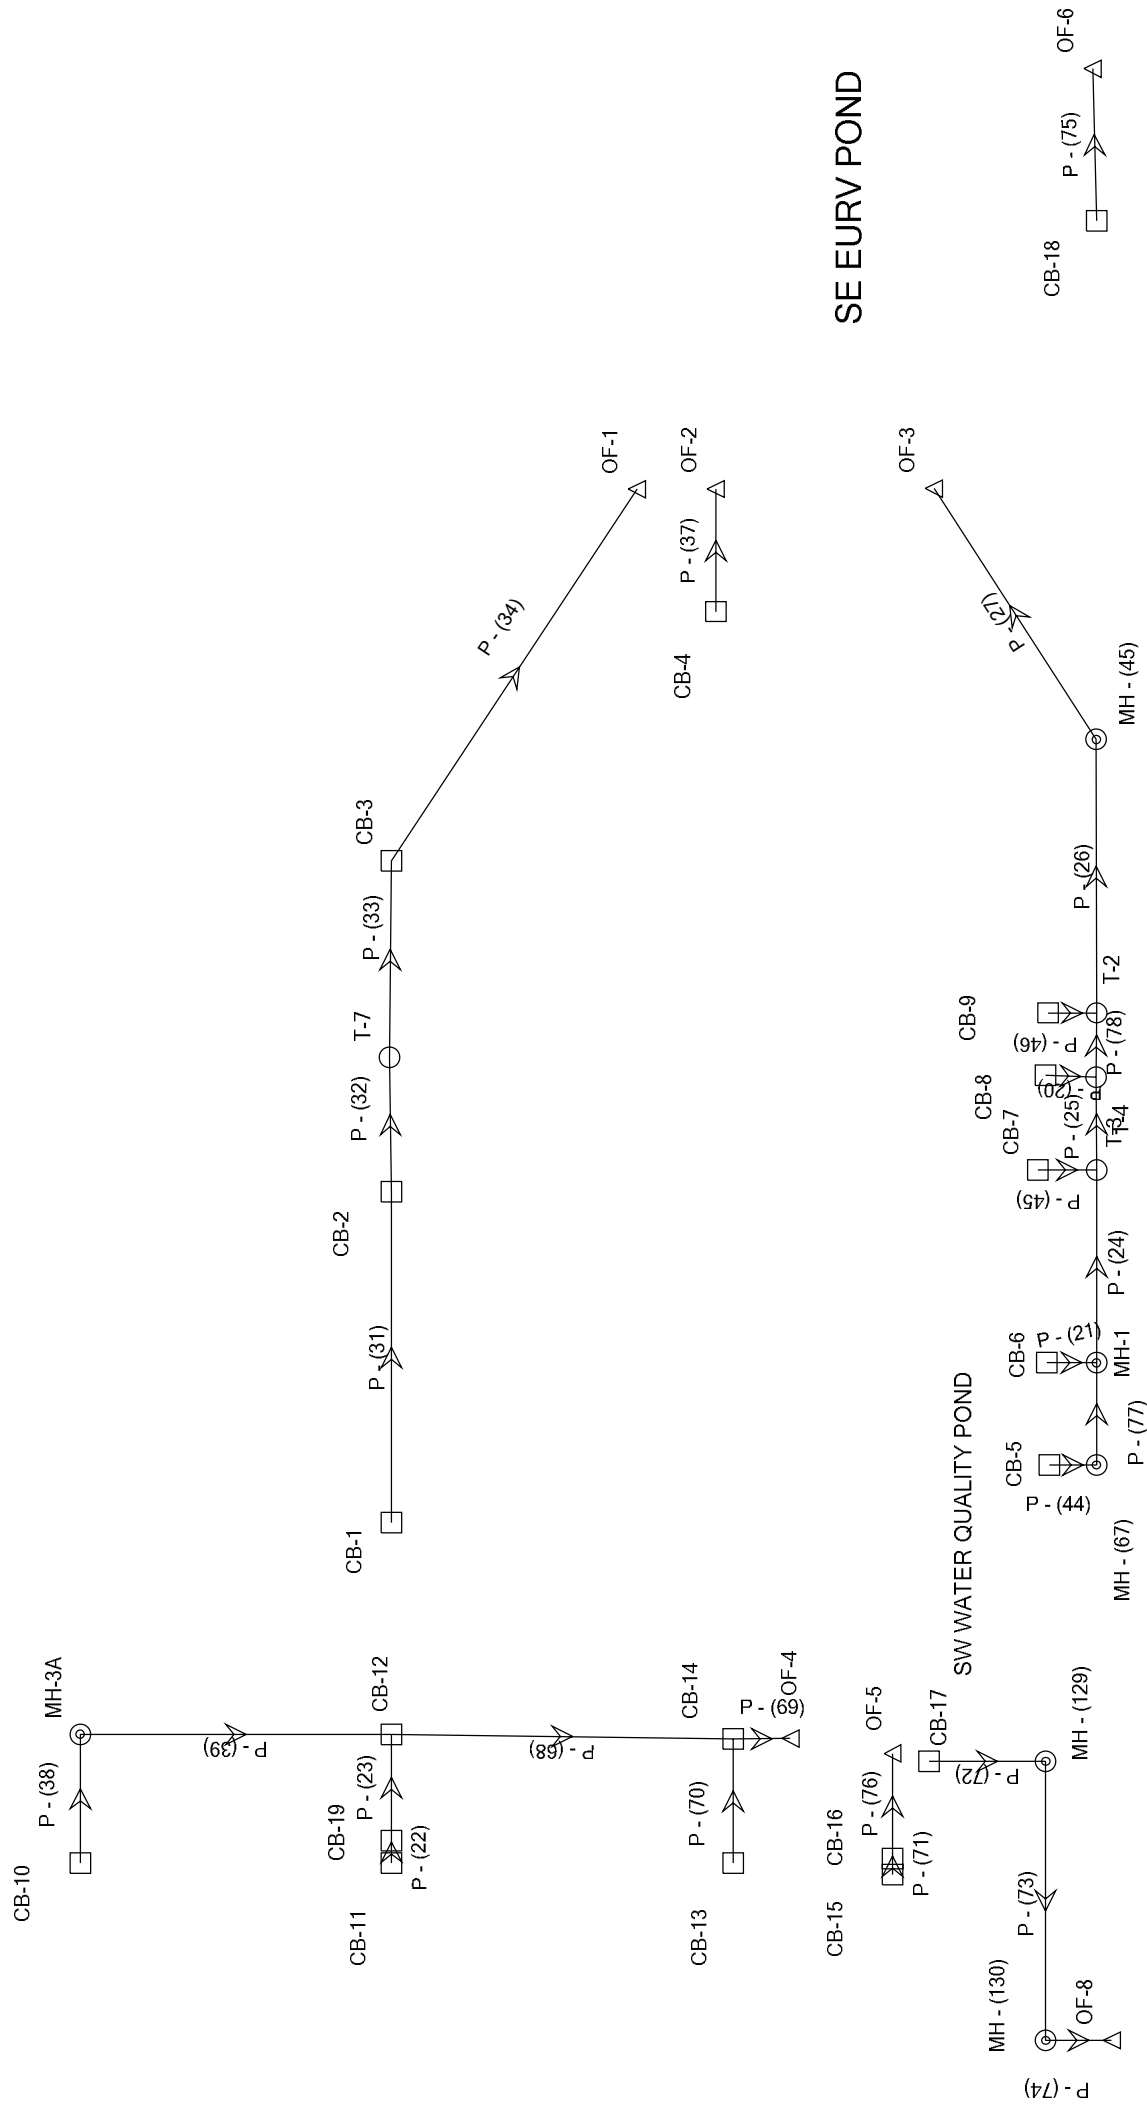 OF-6
P - (75)
CB-18
SE EURV POND
OF-1
OF-2
OF-3
P - (37)
P - (34)
P - (27)
CB-4
MH - (45)
CB-3
P - (33)
P - (26)
T-7
T-2
CB-9
P - (46)
P - (78)
P - (32)
CB-8
P - (20)
P - (25)
T-4
CB-7
T-3
P - (45)
CB-2
P - (24)
P - (31)
CB-6
P - (21)
MH-1
SW WATER QUALITY POND
CB-5
P - (77)
P - (44)
CB-1
MH - (67)
MH-3A
CB-12
CB-14
OF-4
P - (69)
OF-5
CB-17
MH - (129)
P - (39)
P - (68)
P - (72)
P - (38)
P - (23)
P - (70)
P - (76)
CB-19
CB-16
P - (22)
P - (71)
CB-10
CB-11
CB-13
CB-15
P - (73)
MH - (130)
OF-8
P - (74)